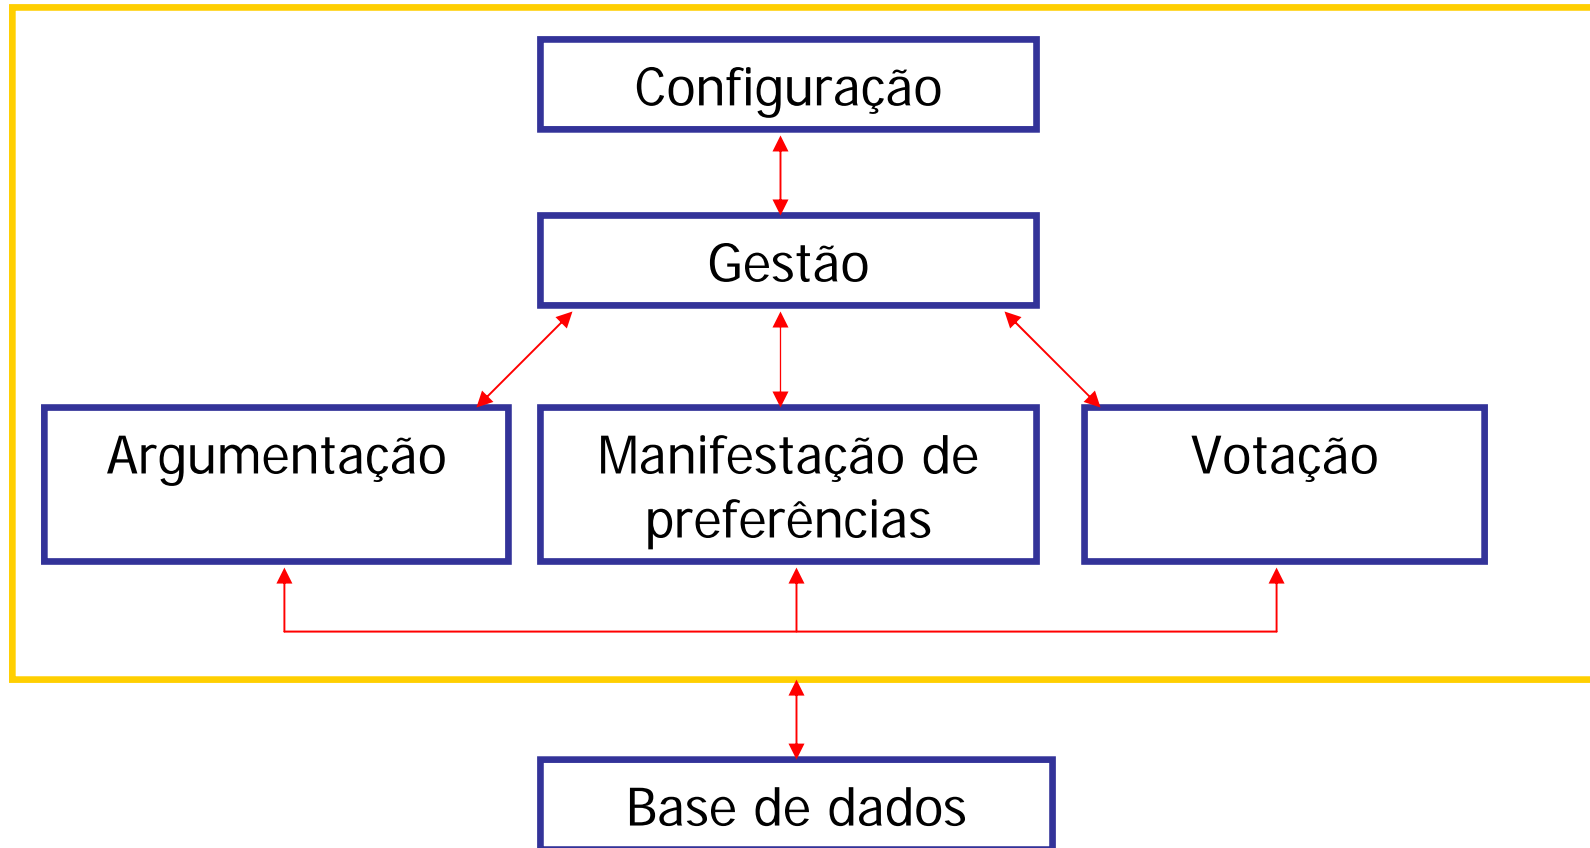 Configuração
Gestão
Argumentação
Manifestação de
preferências
Votação
Base de dados